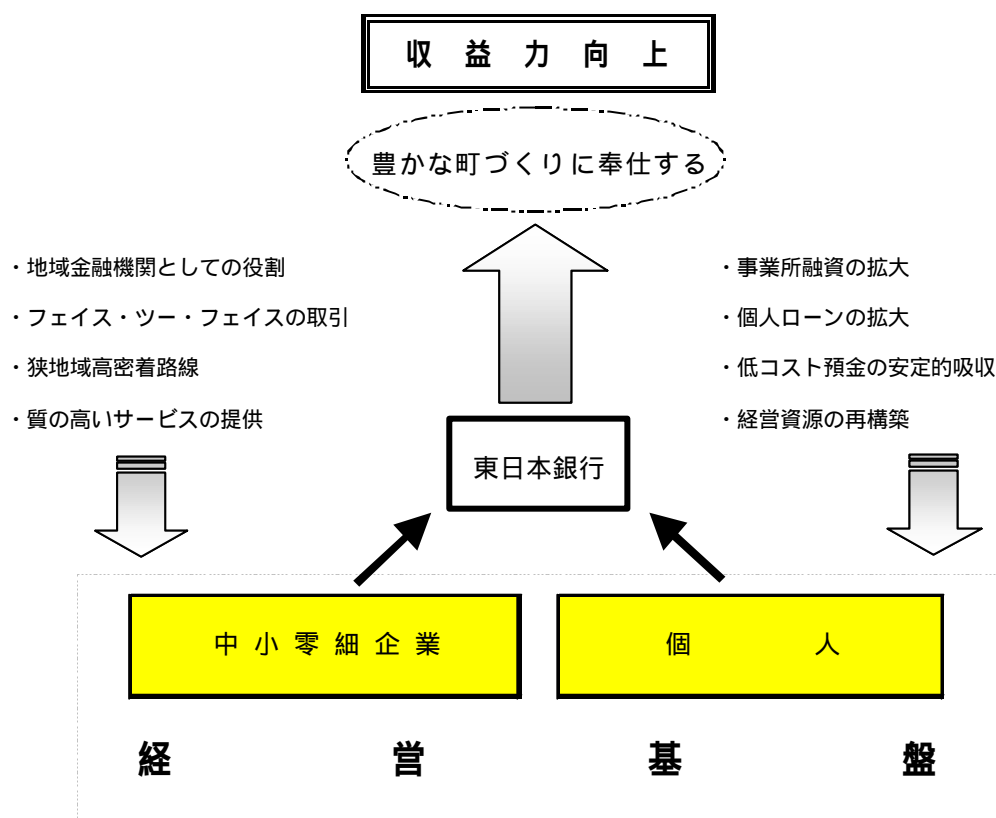 収益力向上
豊かな町づくりに奉仕する
・地域金融機関としての役割
・フェイス・ツー・フェイスの取引
・狭地域高密着路線
・質の高いサービスの提供
・事業所融資の拡大
・個人ローンの拡大
・低コスト預金の安定的吸収
・経営資源の再構築
東日本銀行
中小零細企業
個人
経営基盤